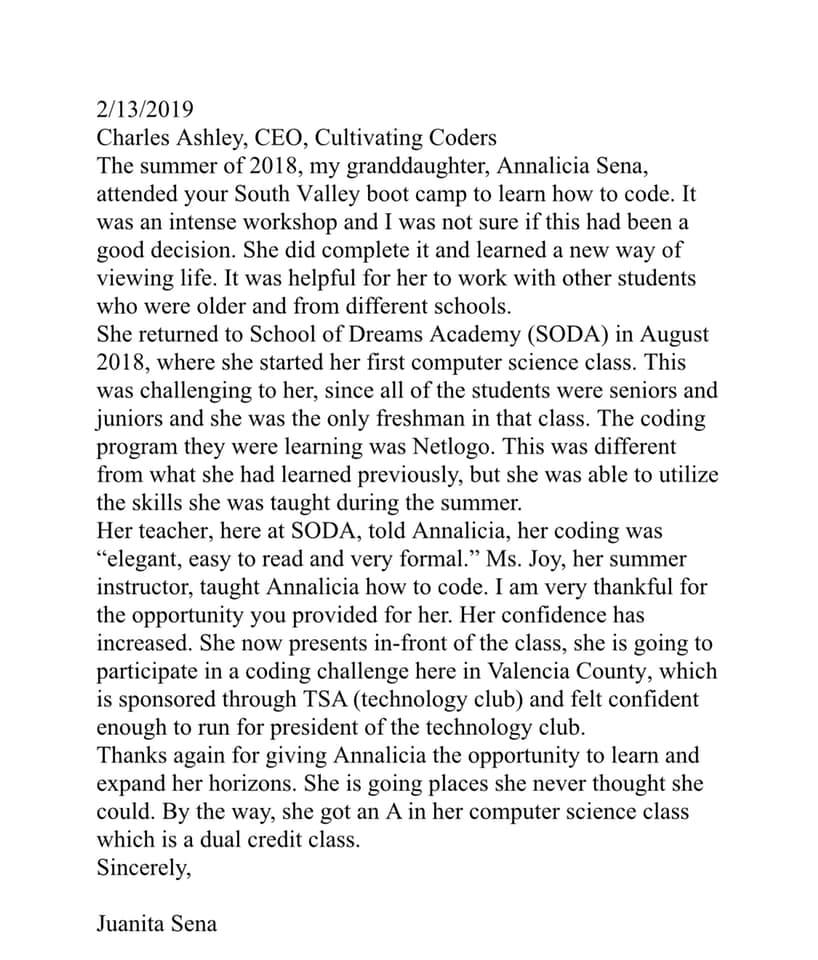 2/13/2019
Charles Ashley, CEO, Cultivating Coders
The summer of 2018, my granddaughter, Annalicia Sena,
attended your South Valley boot camp to learn how to code. It
was an intense workshop and I was not sure if this had been a
good decision. She did complete it and learned a new way of
viewing life. It was helpful for her to work with other students
who were older and from different schools.
She returned to School of Dreams Academy (SODA) in August
2018, where she started her first computer science class. This
was challenging to her, since all of the students were seniors and
juniors and she was the only freshman in that class. The coding
program they were learning was Netlogo. This was different
from what she had learned previously, but she was able to utilize
the skills she was taught during the summer.
Her teacher, here at SODA, told Annalicia, her coding was
“elegant, easy to read and very formal.” Ms. Joy, her summer
instructor, taught Annalicia how to code. I am very thankful for
the opportunity you provided for her. Her confidence has
increased. She now presents in-front of the class, she is going to
participate in a coding challenge here in Valencia County, which
is sponsored through TSA (technology club) and felt confident
enough to run for president of the technology club.
Thanks again for giving Annalicia the opportunity to learn and
expand her horizons. She is going places she never thought she
could. By the way, she got an A in her computer science class
which is a dual credit class.
Sincerely,
Juanita Sena